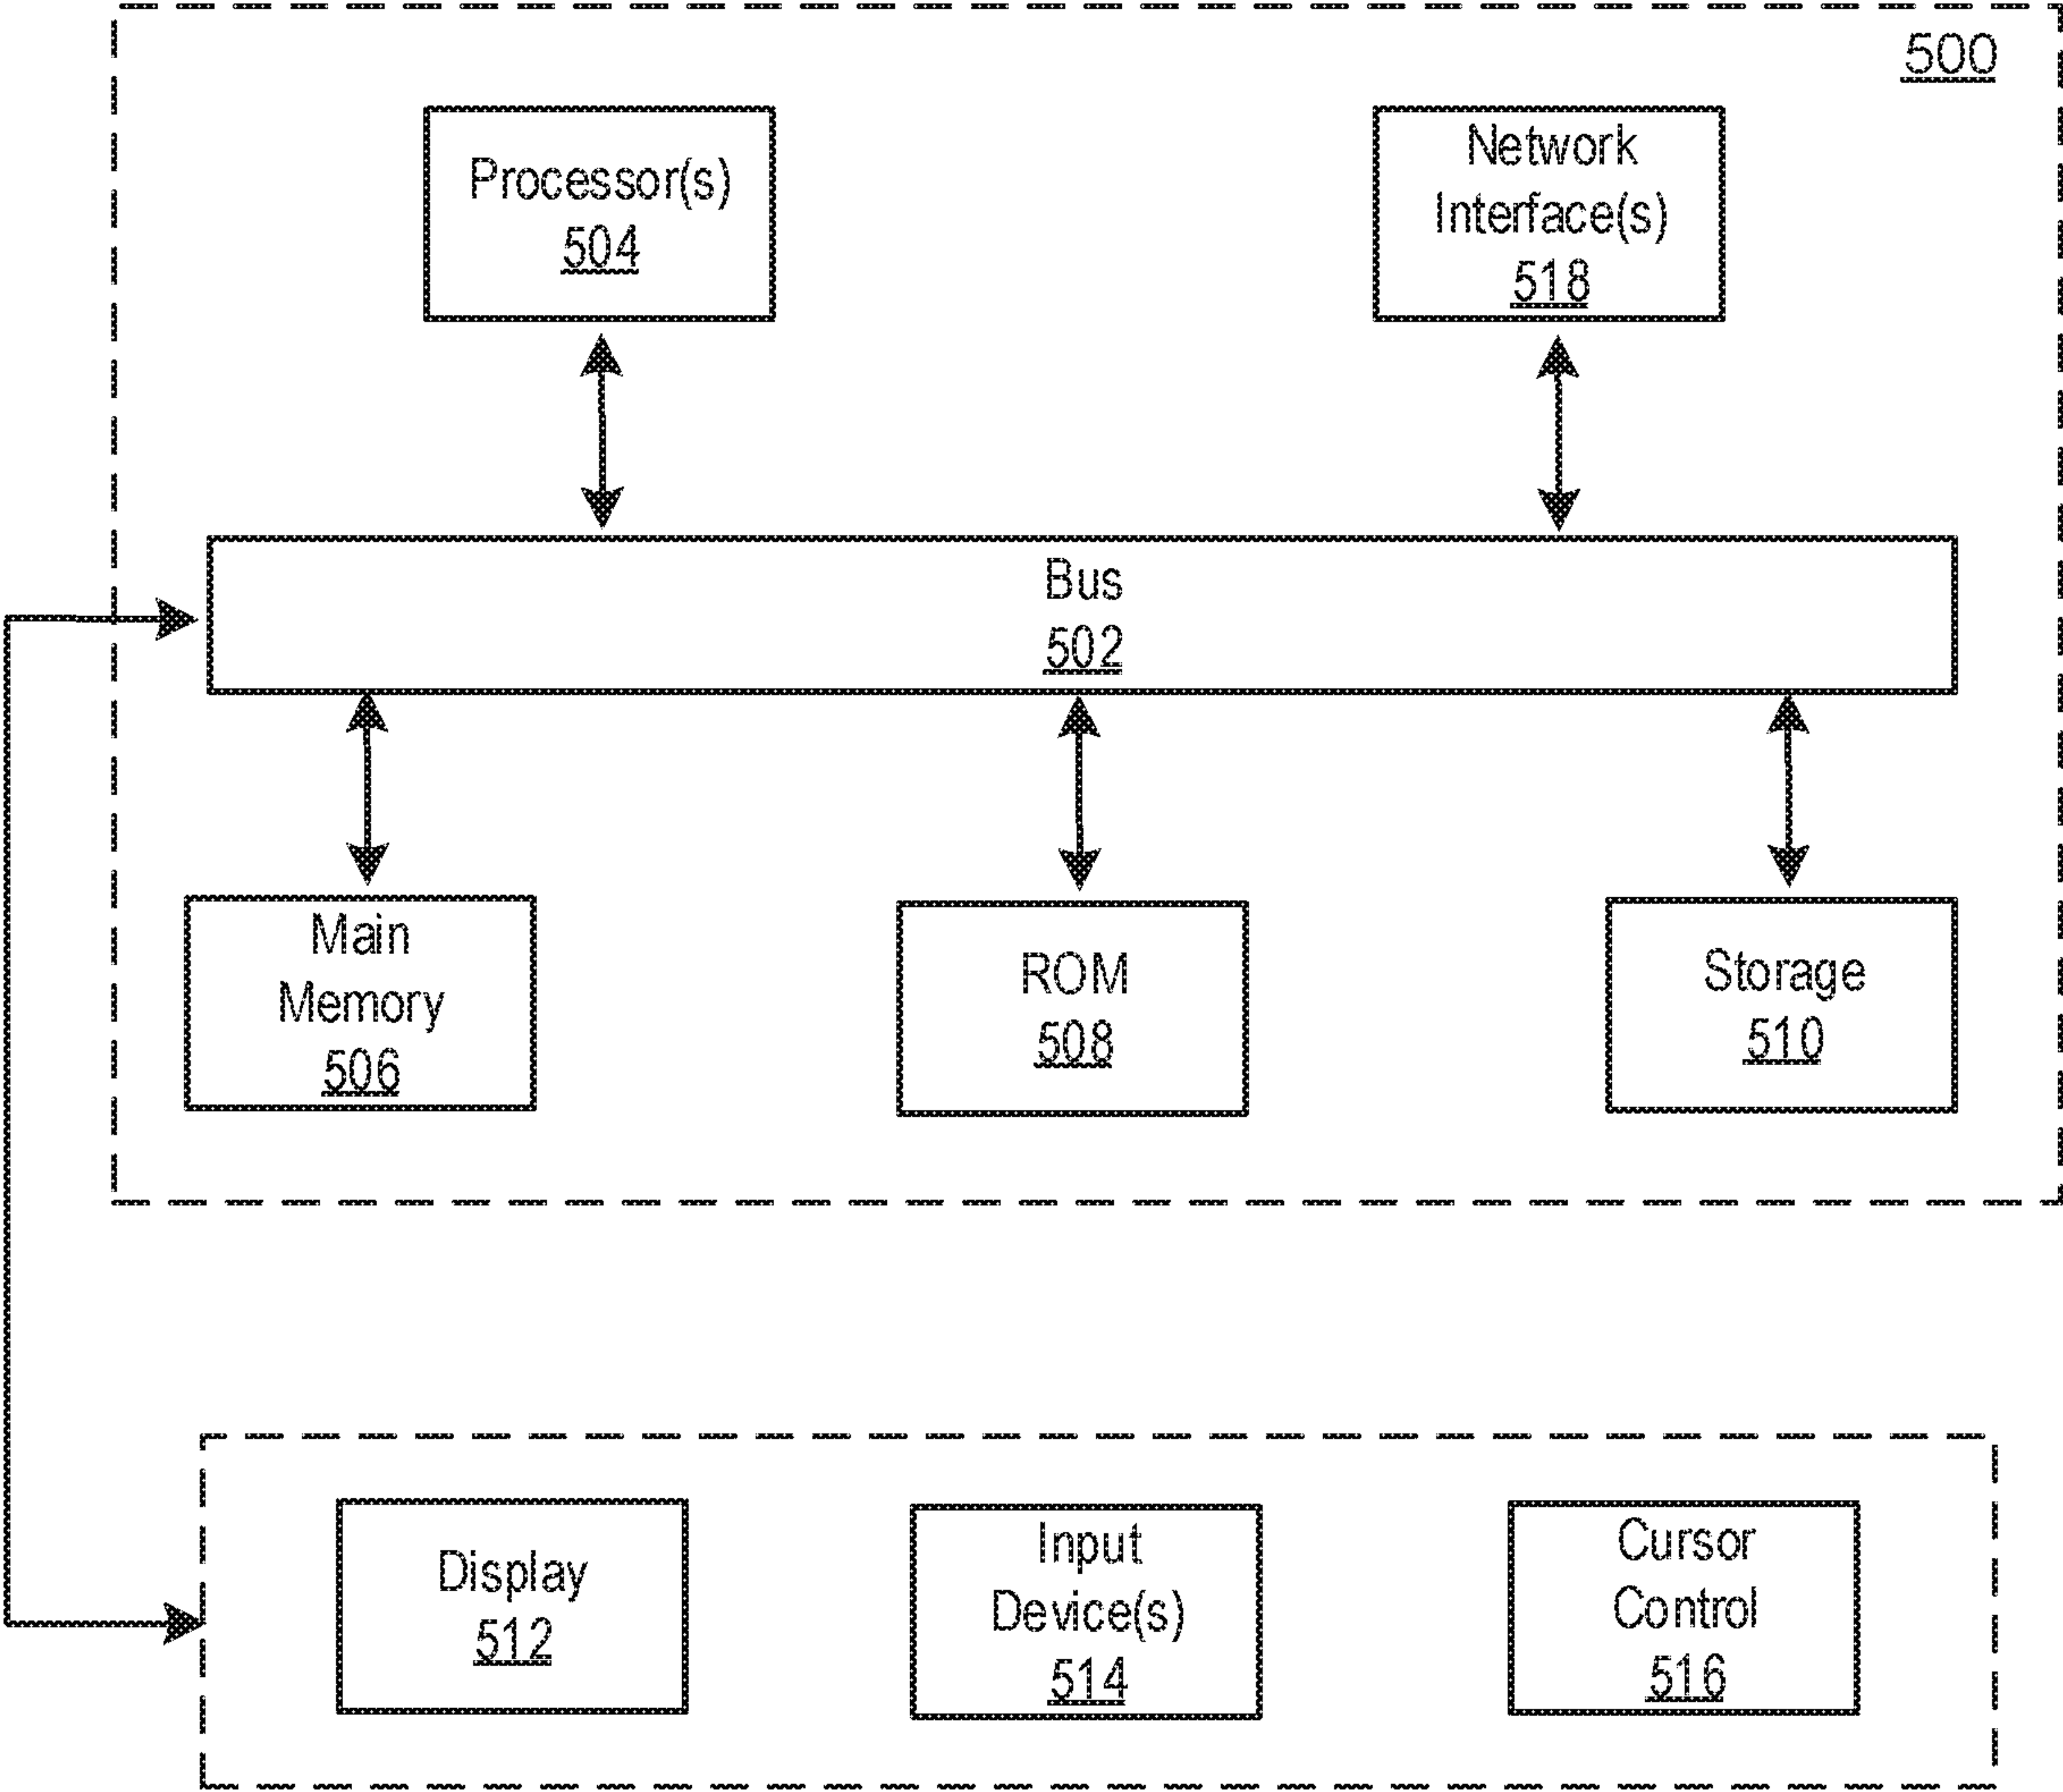 500
Processor(s)
504
Network
Interface(s)
518
Bus
502
Main
Memory
506
ROM
508
Storage
510
Display
512
Input
Device(s)
514
Cursor
Control
516